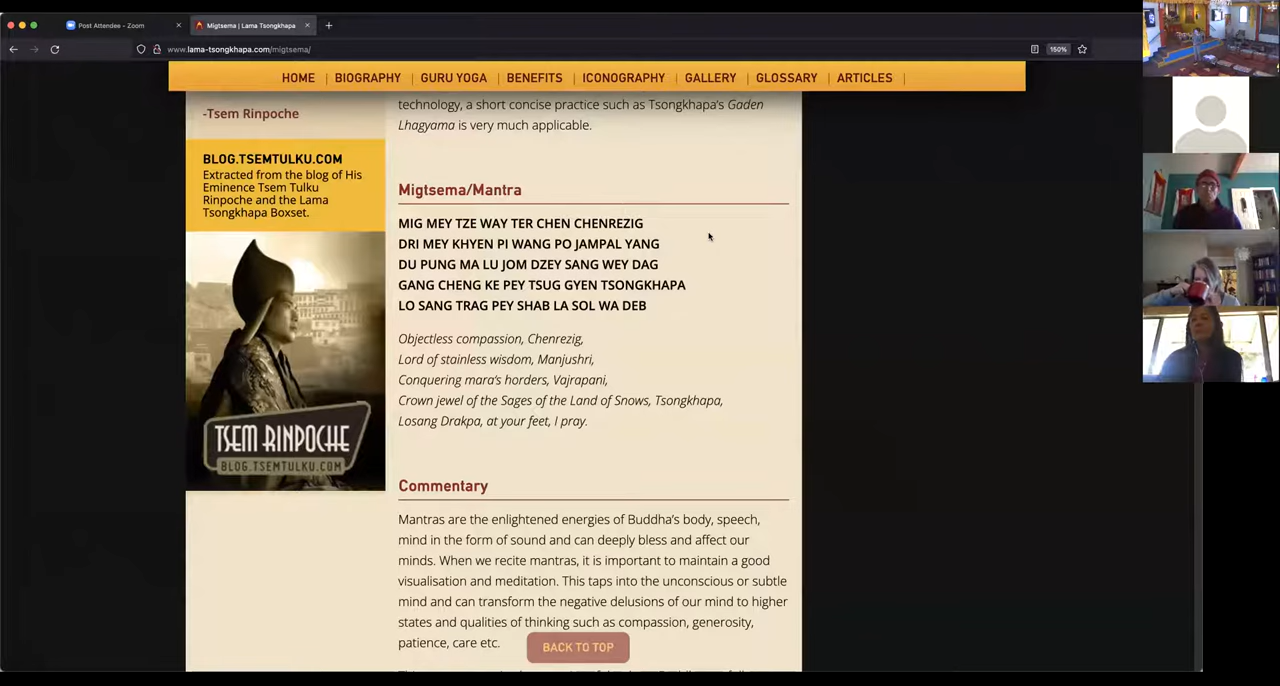 Post Attendee - Zoom
Migtsema | Lama Tsongkhapa
www.lama-tsongkhapa.com/migtsema/
150%
HOME | BIOGRAPHY | GURU YOGA | BENEFITS | ICONOGRAPHY | GALLERY | GLOSSARY | ARTICLES |
-Tsem Rinpoche
BLOG.TSEMTULKU.COM
Extracted from the blog of His
Eminence Tsem Tulku
Rinpoche and the Lama
Tsongkhapa Boxset.
TSEM RINPOCHE
BLOG.TSEMTULKU.COM
technology, a short concise practice such as Tsongkhapa's Gaden
Lhagyama is very much applicable.
Migtsema/Mantra
MIG MEY TZE WAY TER CHEN CHENREZIG
DRI MEY KHYEN PI WANG PO JAMPAL YANG
DU PUNG MA LU JOM DZEY SANG WEY DAG
GANG CHENG KE PEY TSUG GYEN TSONGKHAPA
LO SANG TRAG PEY SHAB LA SOL WA DEB
Objectless compassion, Chenrezig,
Lord of stainless wisdom, Manjushri,
Conquering mara's horders, Vajrapani,
Crown jewel of the Sages of the Land of Snows, Tsongkhapa,
Losang Drakpa, at your feet, I pray.
Commentary
Mantras are the enlightened energies of Buddha's body, speech,
mind in the form of sound and can deeply bless and affect our
minds. When we recite mantras, it is important to maintain a good
visualisation and meditation. This taps into the unconscious or subtle
mind and can transform the negative delusions of our mind to higher
states and qualities of thinking such as compassion, generosity,
patience, care etc.
BACK TO TOP